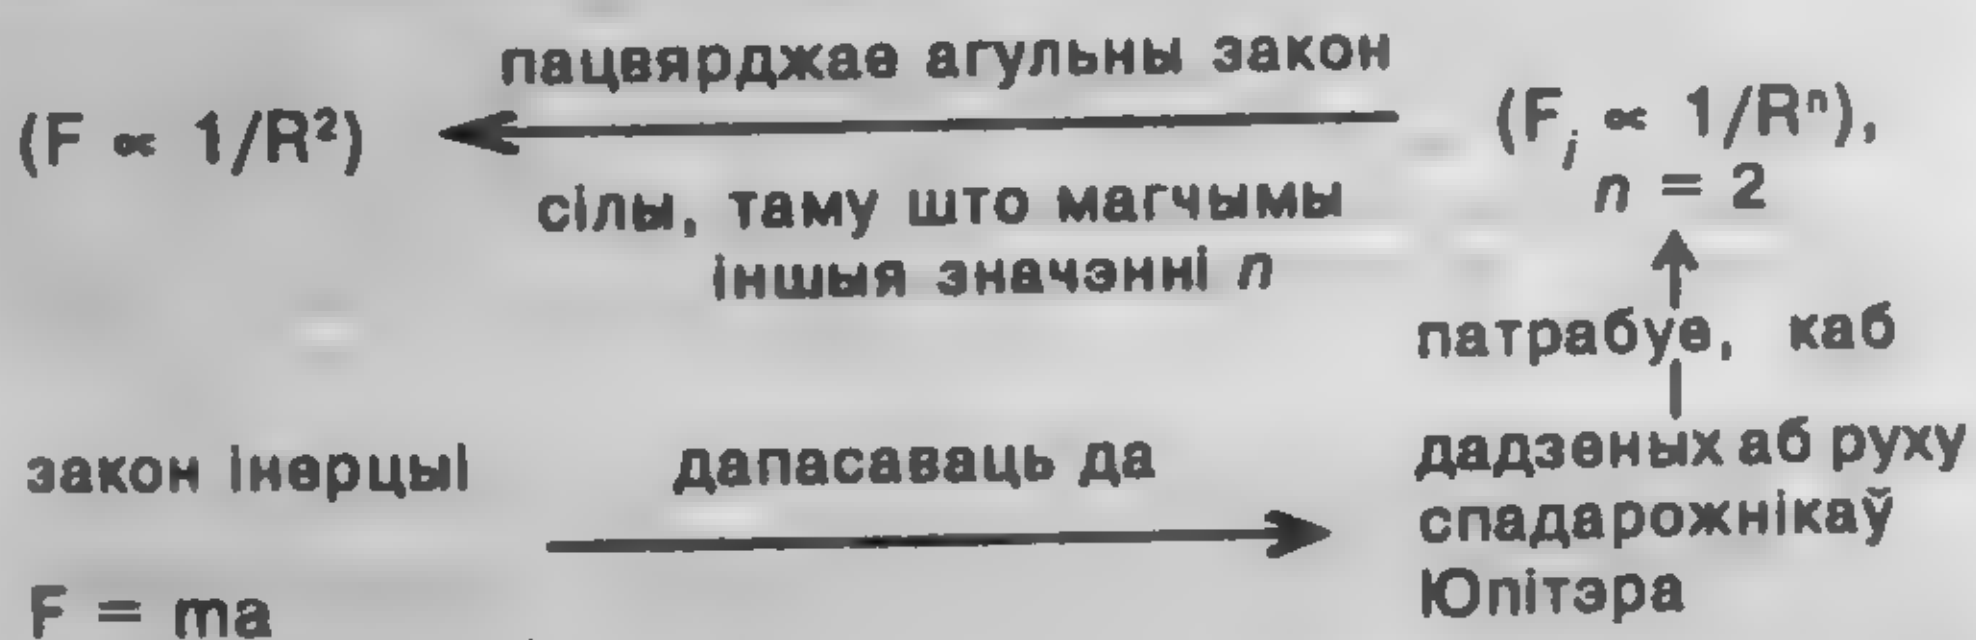 пацвярджае агульны закон
(F ∝ 1/R²)
(Fⱼ ∝ 1/Rⁿ),
n = 2
сілы, таму што магчымы
іншыя значэнні n
патрабуе, каб
закон інерцыі
дапасаваць да
дадзеных аб руху
спадарожнікаў
Юпітэра
F = ma